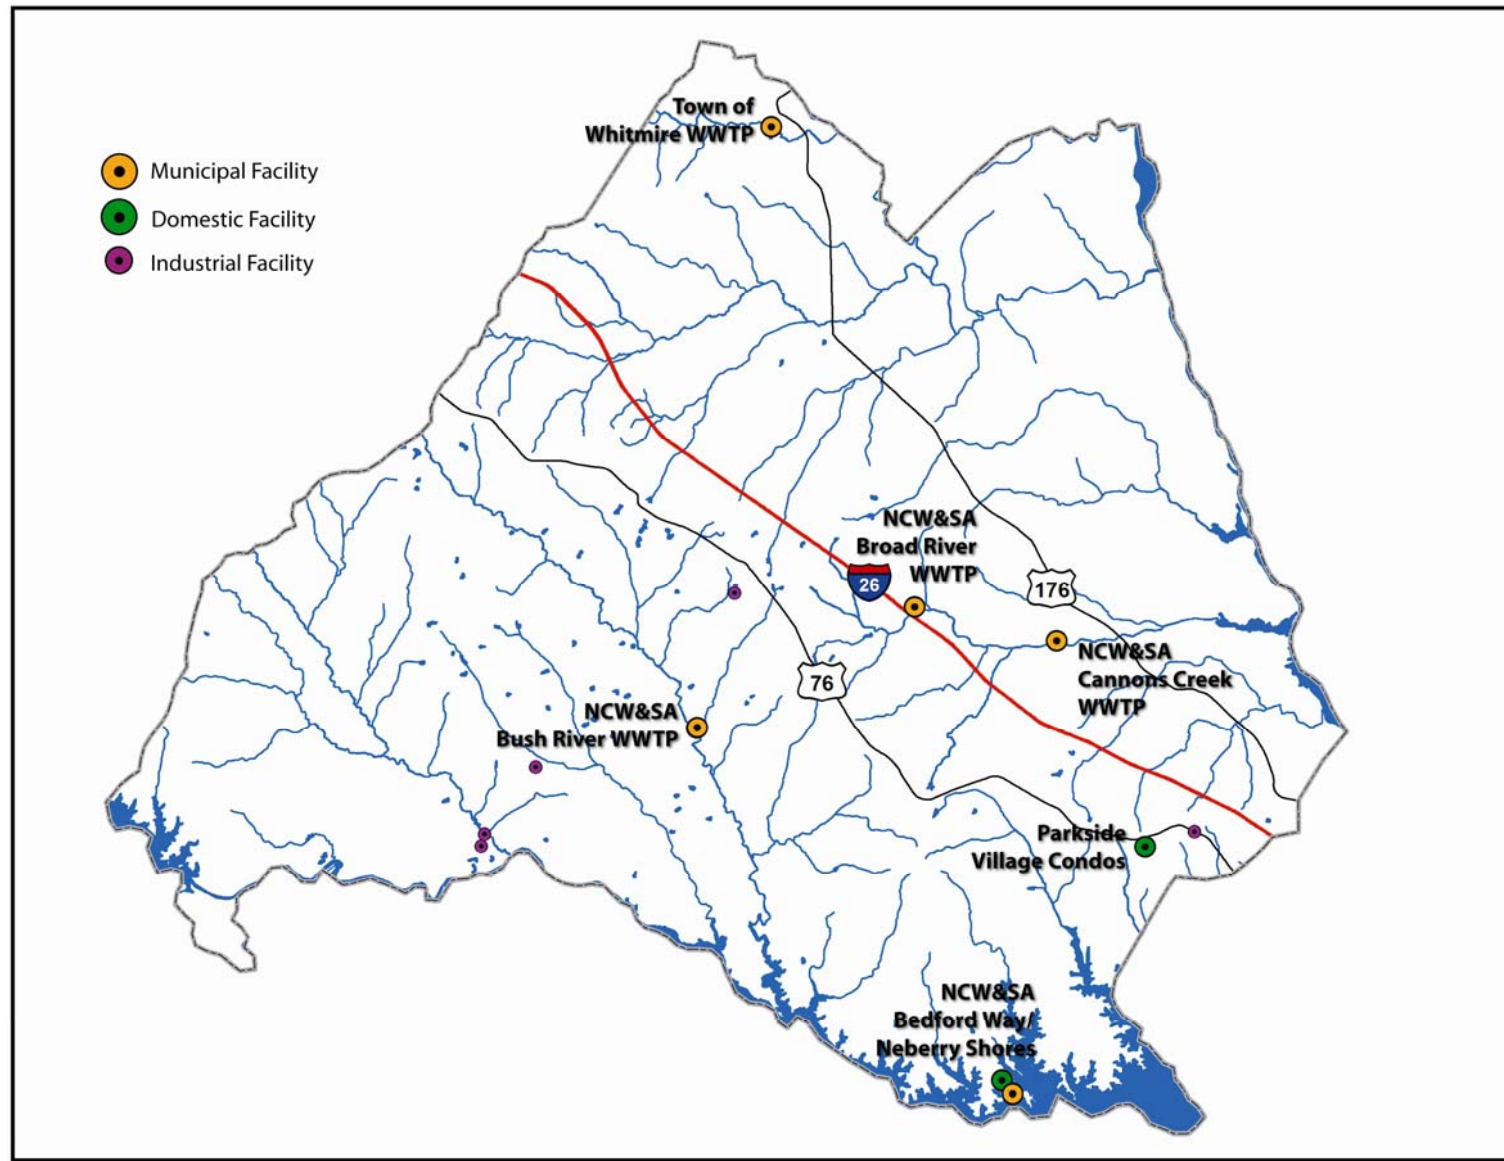 Town of
Whitmire WWTP
Municipal Facility
Domestic Facility
Industrial Facility
NCW&SA
Broad River
WWTP
26
176
NCW&SA
Cannons Creek
WWTP
76
NCW&SA
Bush River WWTP
Parkside
Village Condos
NCW&SA
Bedford Way/
Neberry Shores